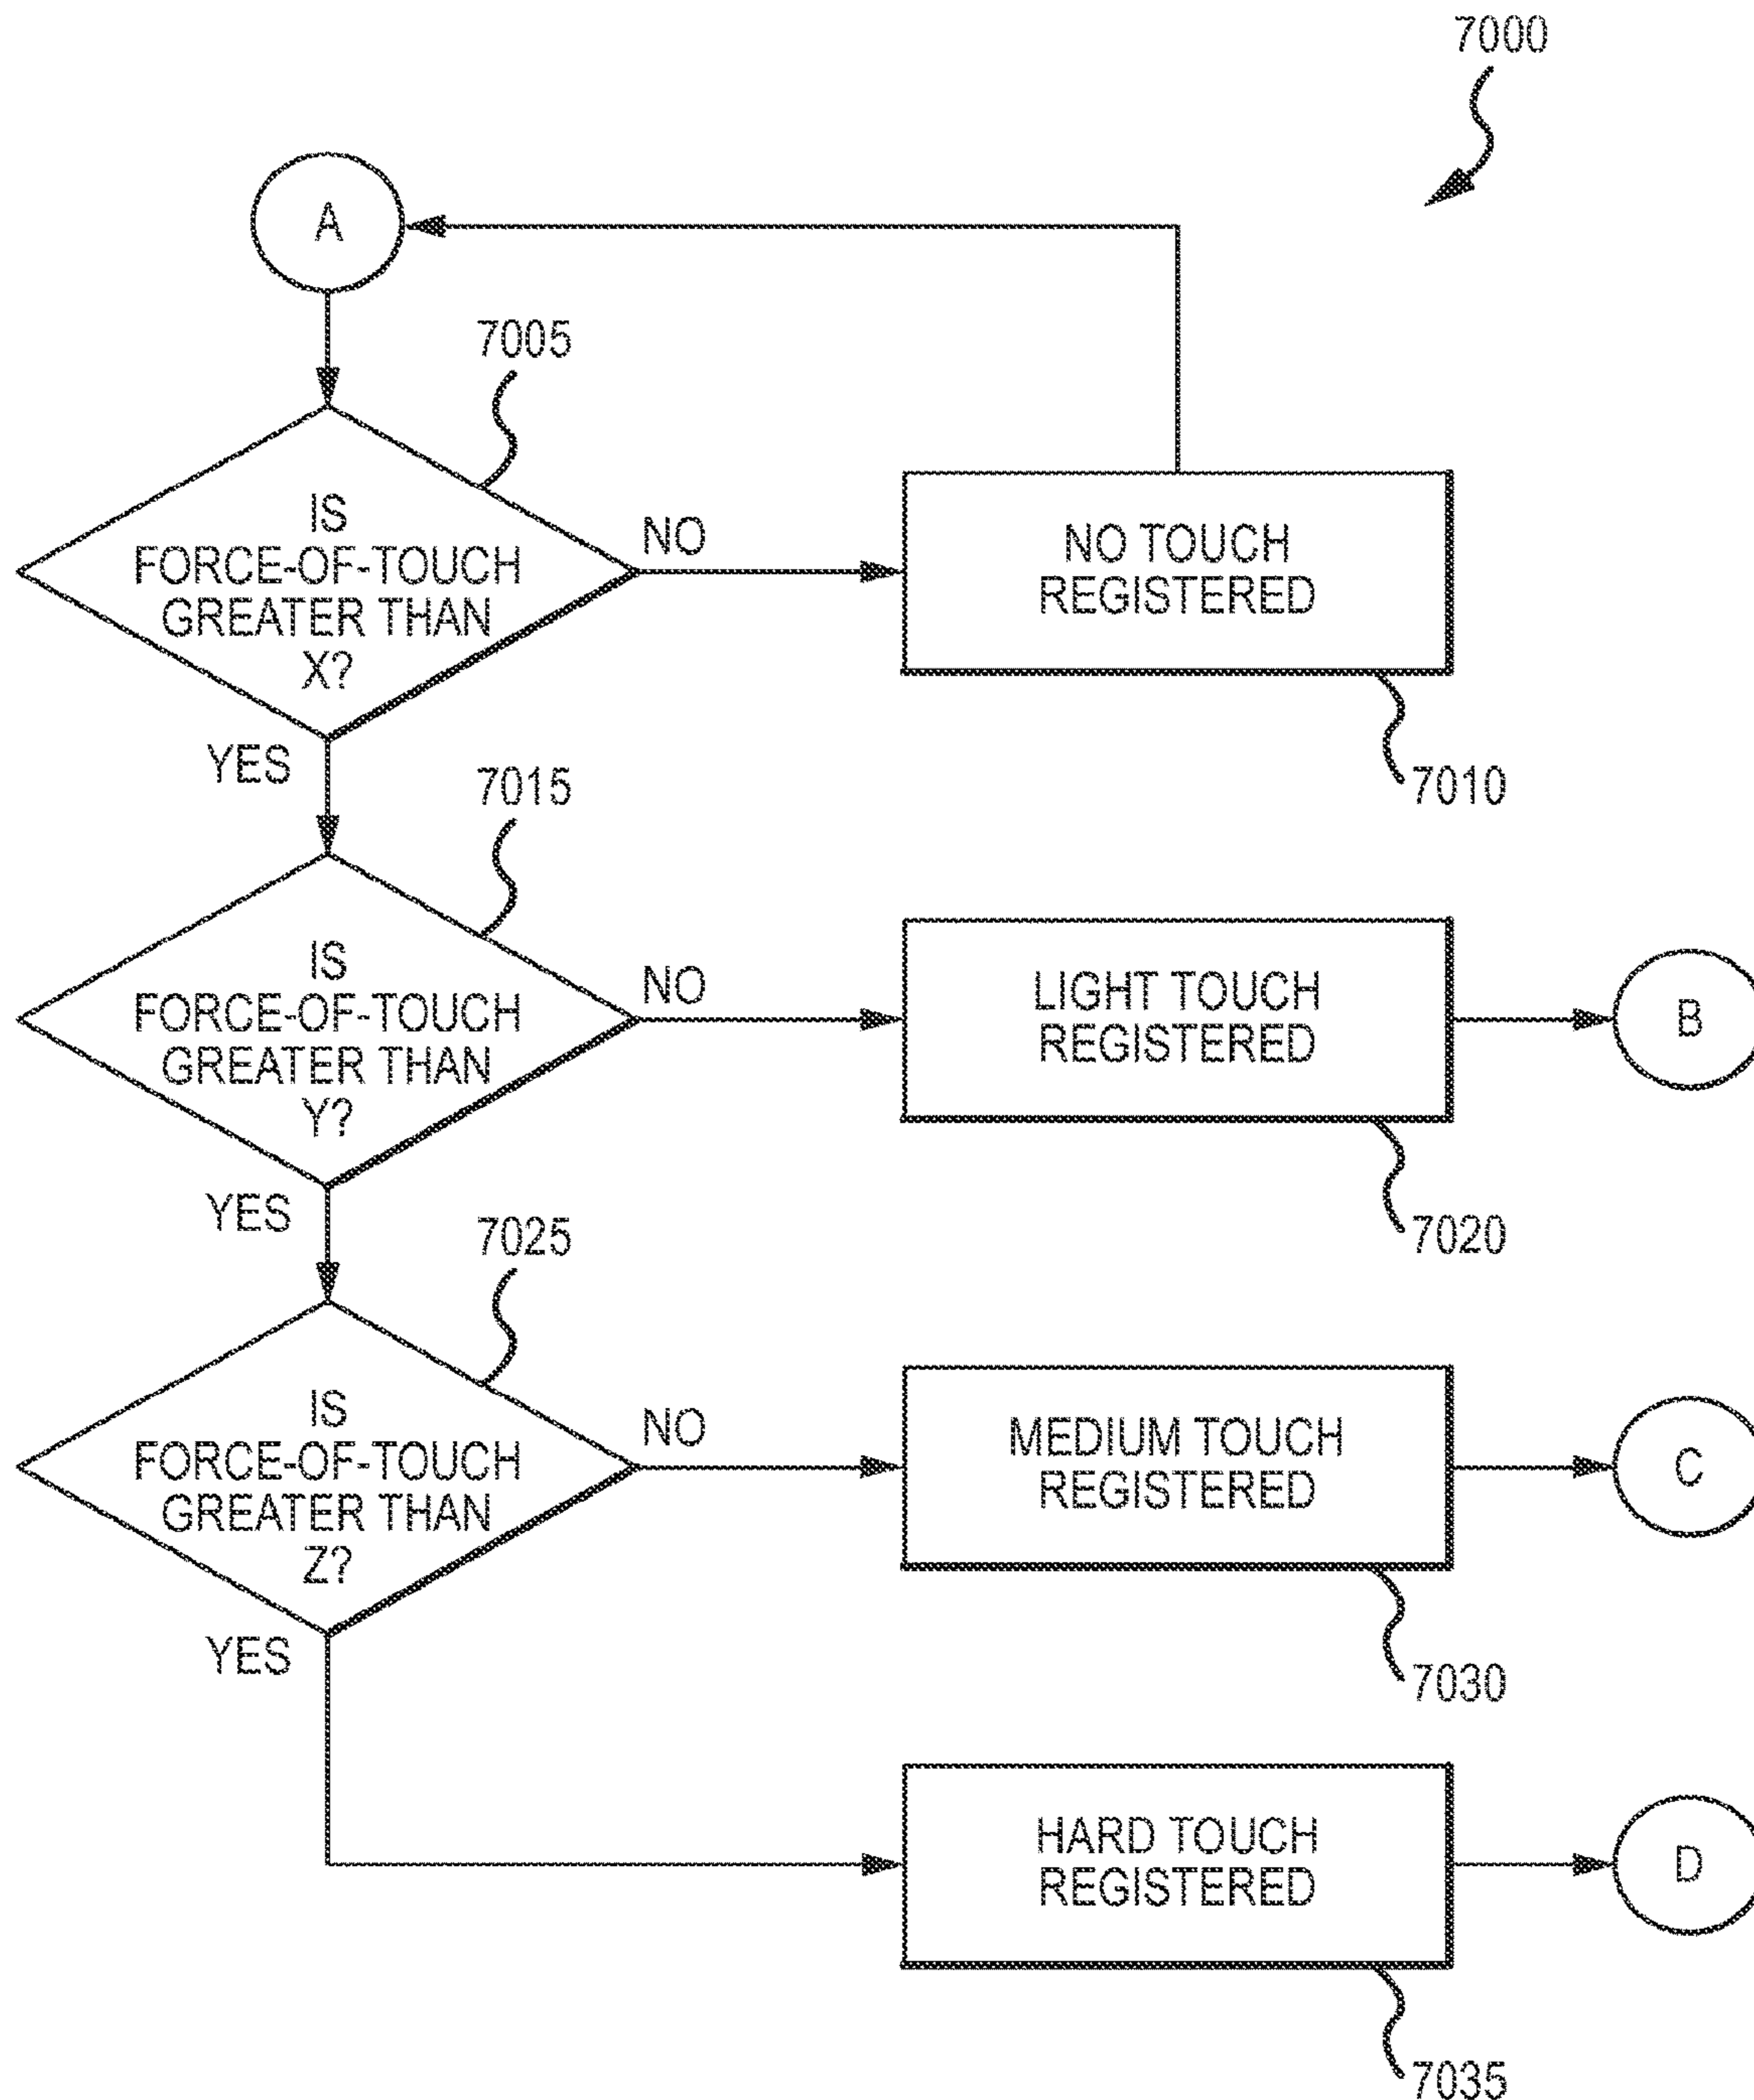 7000
A
7005
IS
FORCE-OF-TOUCH
GREATER THAN
X?
NO
NO TOUCH
REGISTERED
7010
YES
7015
IS
FORCE-OF-TOUCH
GREATER THAN
Y?
NO
LIGHT TOUCH
REGISTERED
B
7020
YES
7025
IS
FORCE-OF-TOUCH
GREATER THAN
Z?
NO
MEDIUM TOUCH
REGISTERED
C
7030
YES
HARD TOUCH
REGISTERED
D
7035